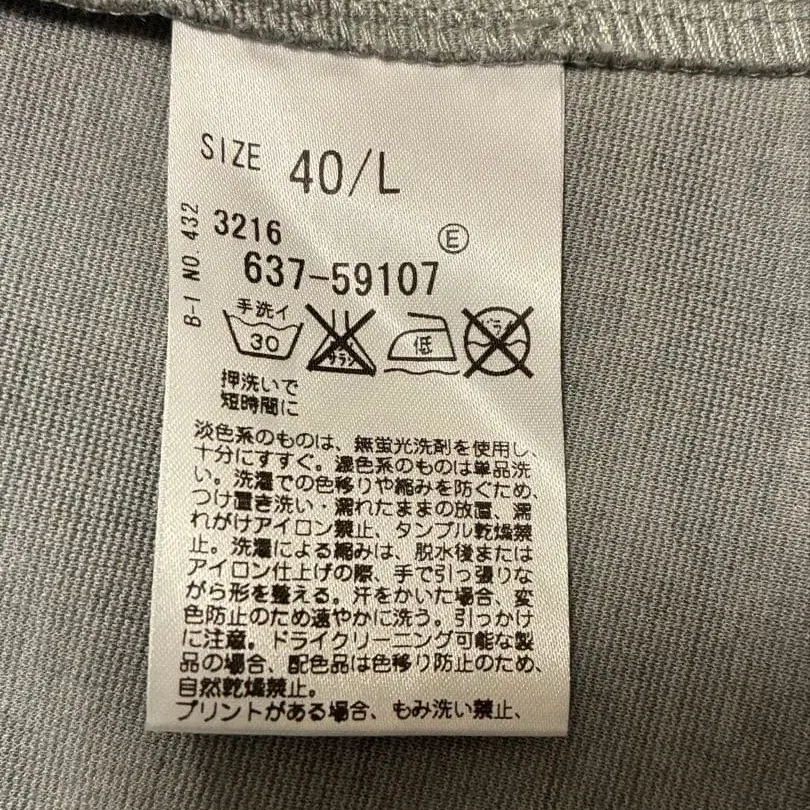 SIZE 40/L
B-1 NO. 432
3216
E
637-59107
手洗イ
30
サラシ
低
ドライ
押洗いで
短時間に
淡色系のものは、無蛍光洗剤を使用し、
十分にすすぐ。濃色系のものは単品洗
い。洗濯での色移りや縮みを防ぐため、
つけ置き洗い・濡れたままの放置、濡
れがけアイロン禁止、タンブル乾燥禁
止。洗濯による縮みは、脱水後または
アイロン仕上げの際、手で引っ張りな
がら形を整える。汗をかいた場合、変
色防止のため速やかに洗う。引っかけ
に注意。ドライクリーニング可能な製
品の場合、配色品は色移り防止のため、
自然乾燥禁止。
プリントがある場合、もみ洗い禁止、